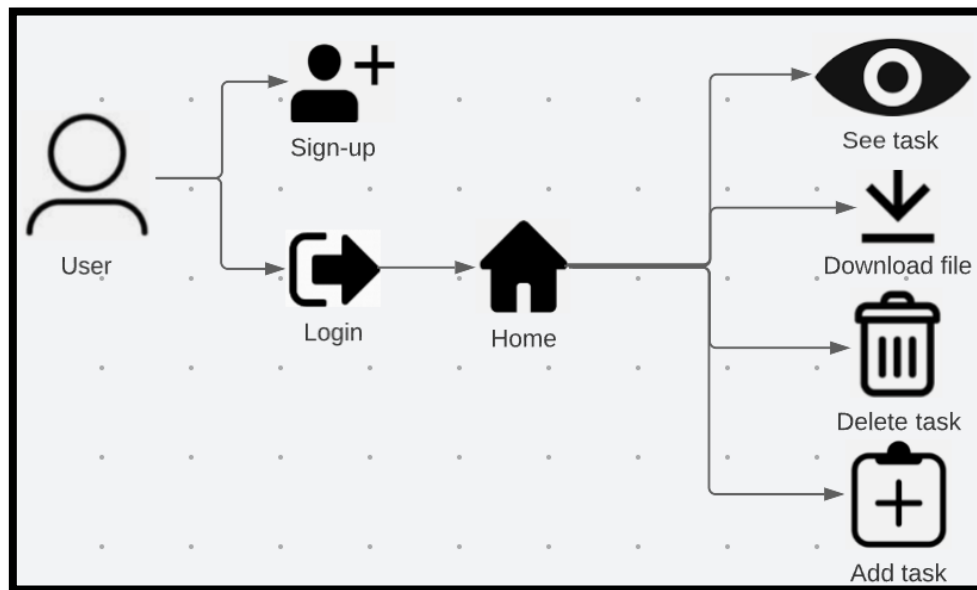 Sign-up
See task
User
Download file
Login
Home
Delete task
Add task